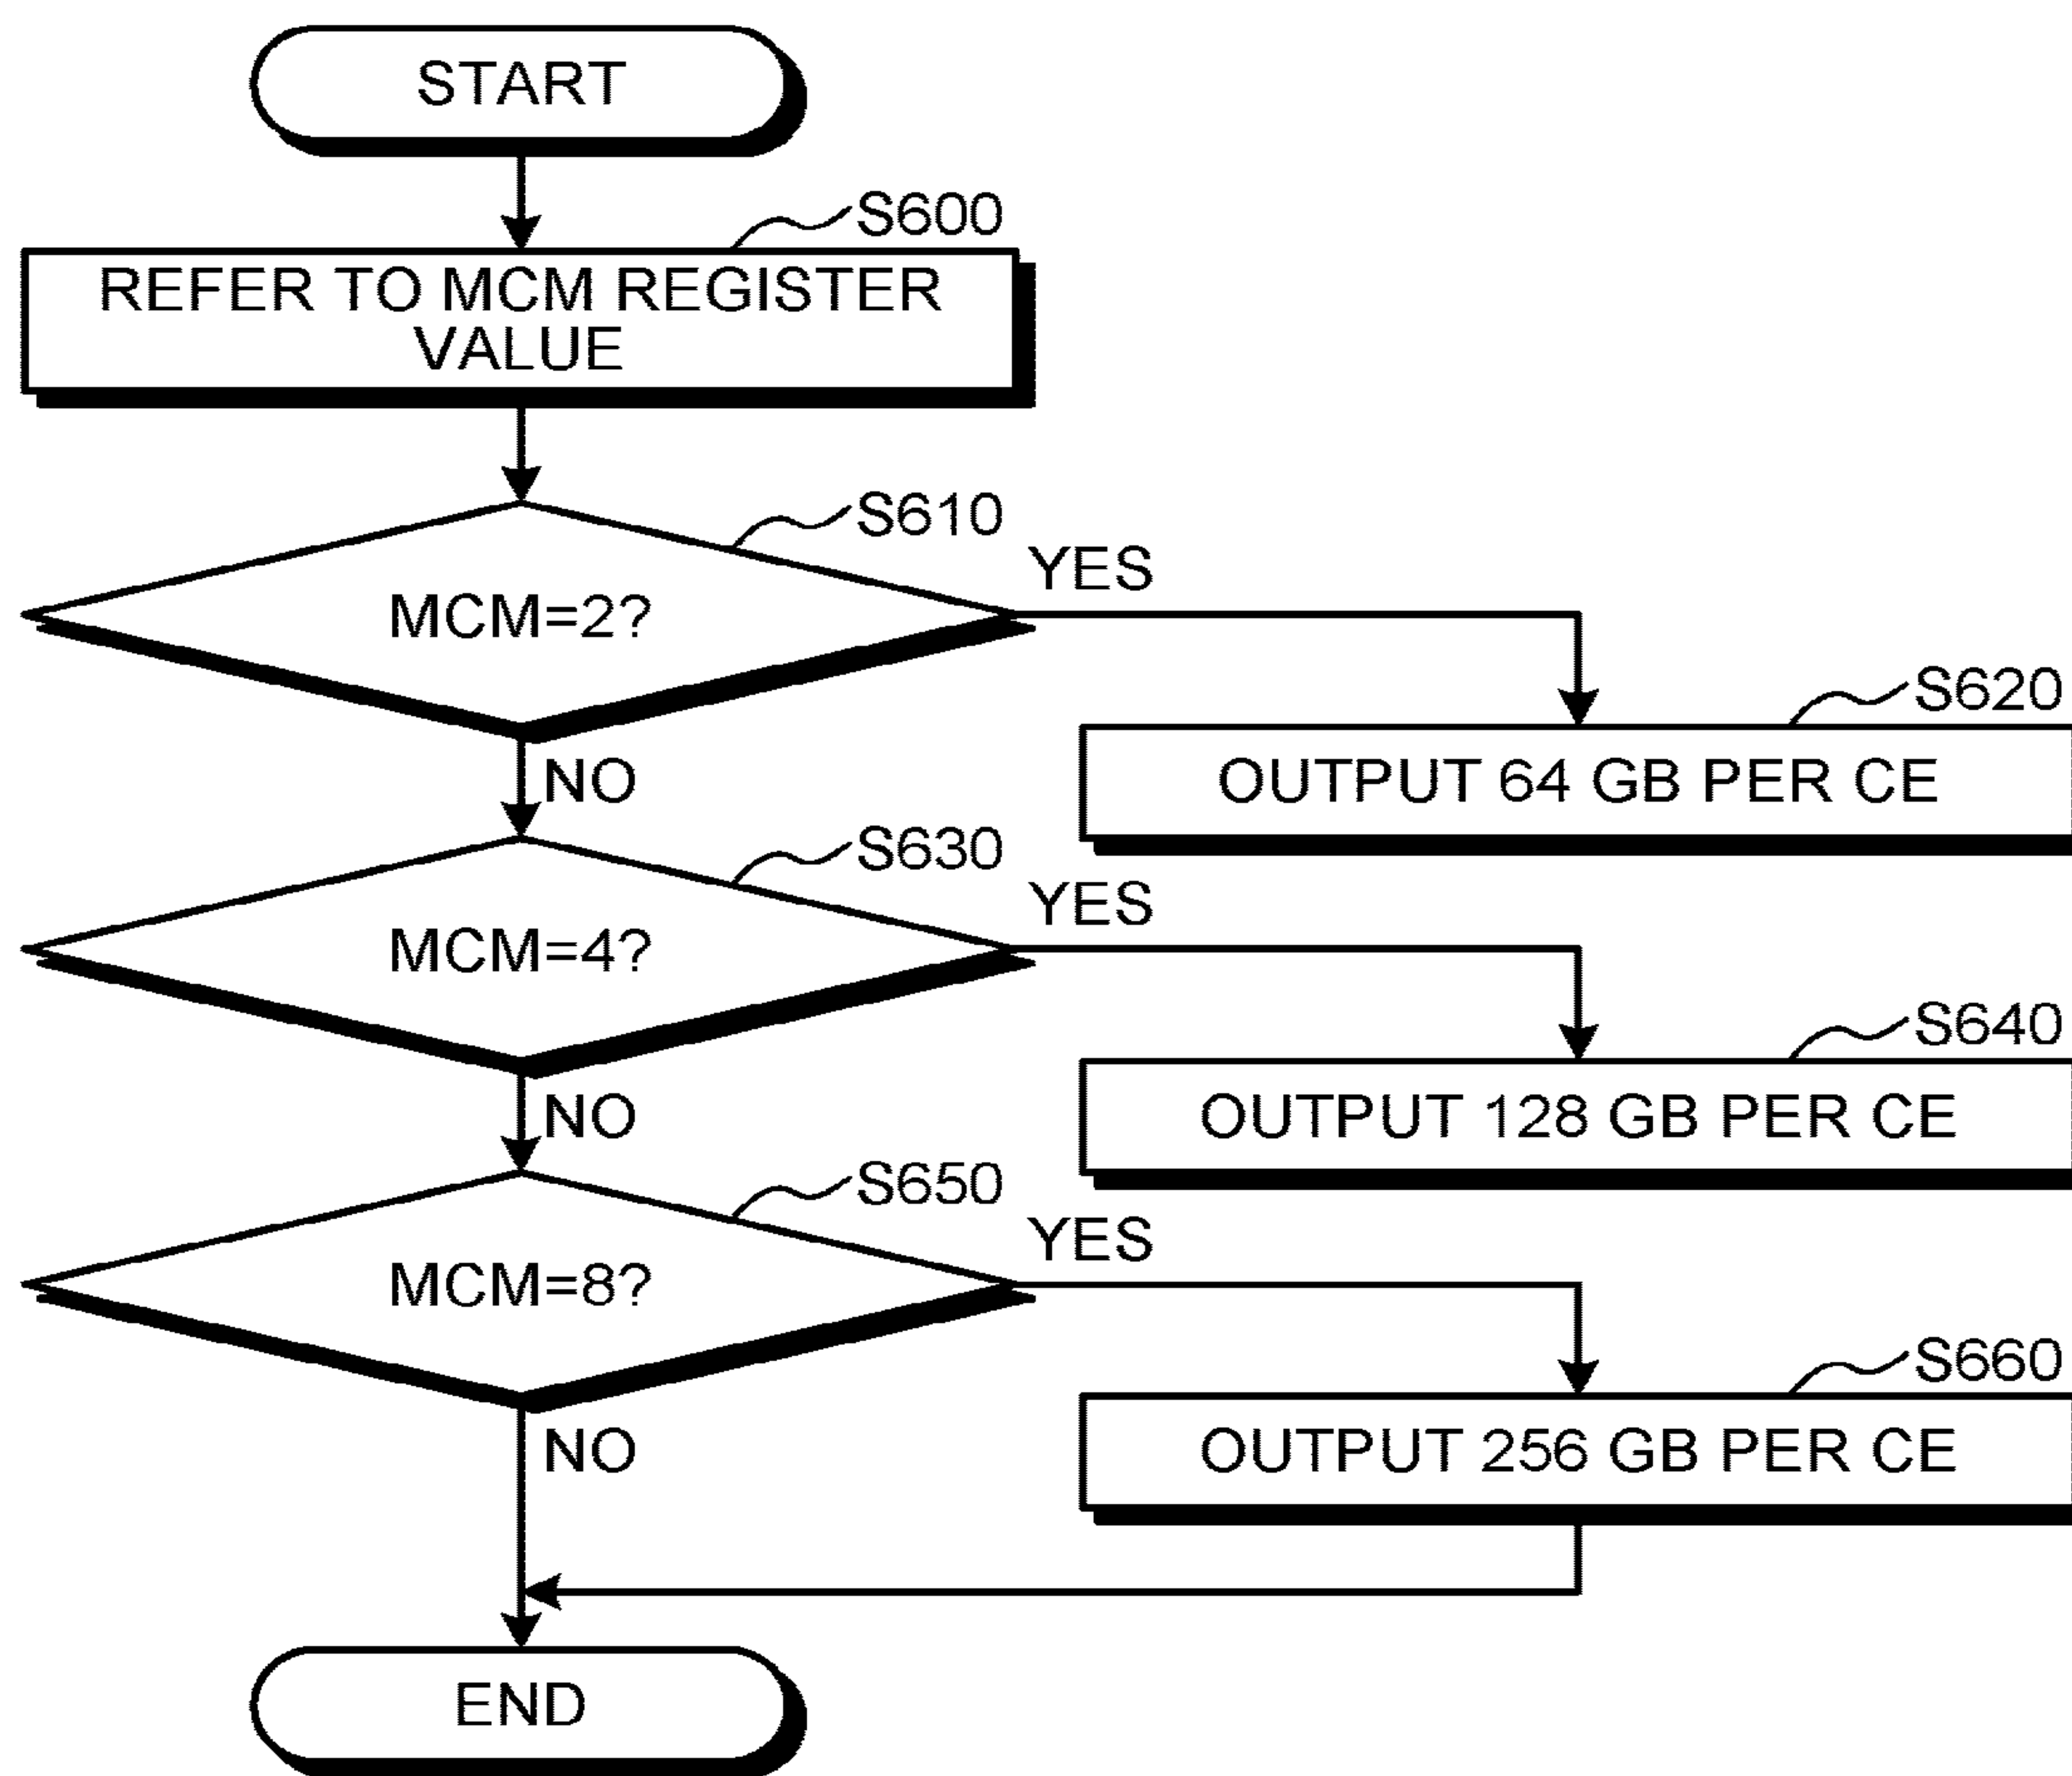 START
S600
REFER TO MCM REGISTER
VALUE
S610
MCM=2?
YES
S620
OUTPUT 64 GB PER CE
NO
S630
MCM=4?
YES
S640
OUTPUT 128 GB PER CE
NO
S650
MCM=8?
YES
S660
OUTPUT 256 GB PER CE
NO
END